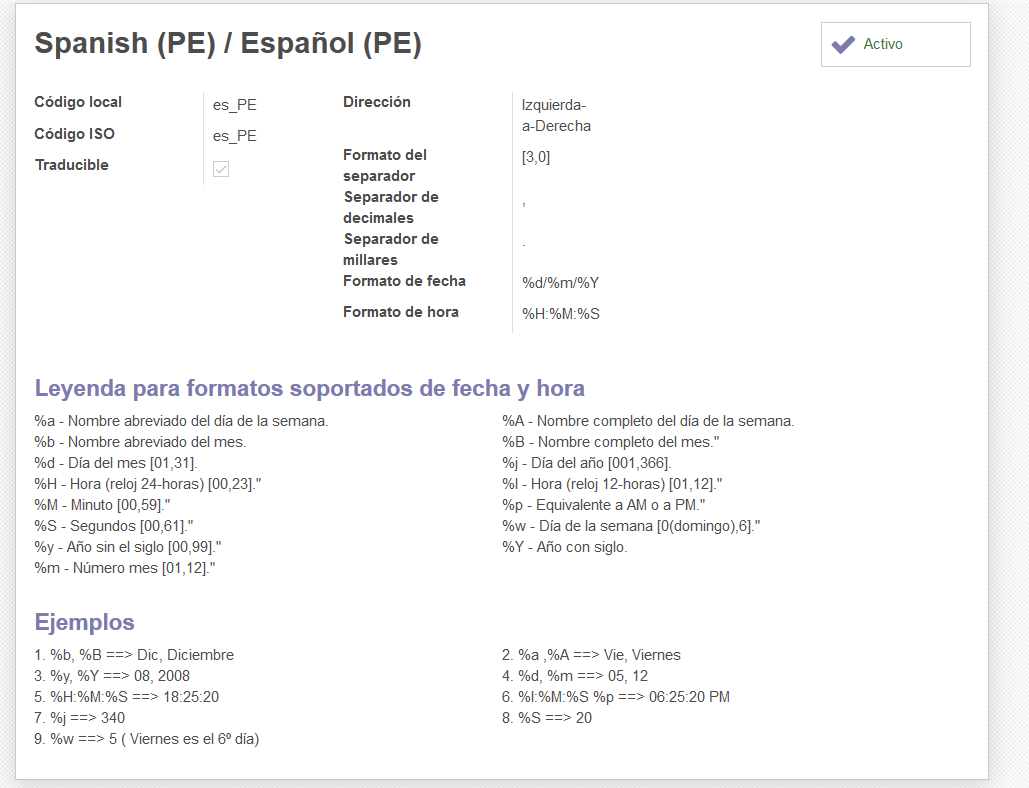 Spanish (PE) / Español (PE)
Activo
Código local
es_PE
Código ISO
es_PE
Traducible
Dirección
Izquierda-
a-Derecha
Formato del
separador
[3,0]
Separador de
decimales
,
Separador de
millares
.
Formato de fecha
%d/%m/%Y
Formato de hora
%H:%M:%S
Leyenda para formatos soportados de fecha y hora
%a - Nombre abreviado del día de la semana.
%b - Nombre abreviado del mes.
%d - Día del mes [01,31].
%H - Hora (reloj 24-horas) [00,23]."
%M - Minuto [00,59]."
%S - Segundos [00,61]."
%y - Año sin el siglo [00,99]."
%m - Número mes [01,12]."
%A - Nombre completo del día de la semana.
%B - Nombre completo del mes."
%j - Día del año [001,366].
%I - Hora (reloj 12-horas) [01,12]."
%p - Equivalente a AM o a PM."
%w - Día de la semana [0(domingo),6]."
%Y - Año con siglo.
Ejemplos
1. %b, %B ==> Dic, Diciembre
2. %a ,%A ==> Vie, Viernes
3. %y, %Y ==> 08, 2008
4. %d, %m ==> 05, 12
5. %H:%M:%S ==> 18:25:20
6. %I:%M:%S %p ==> 06:25:20 PM
7. %j ==> 340
8. %S ==> 20
9. %w ==> 5 ( Viernes es el 6º día)